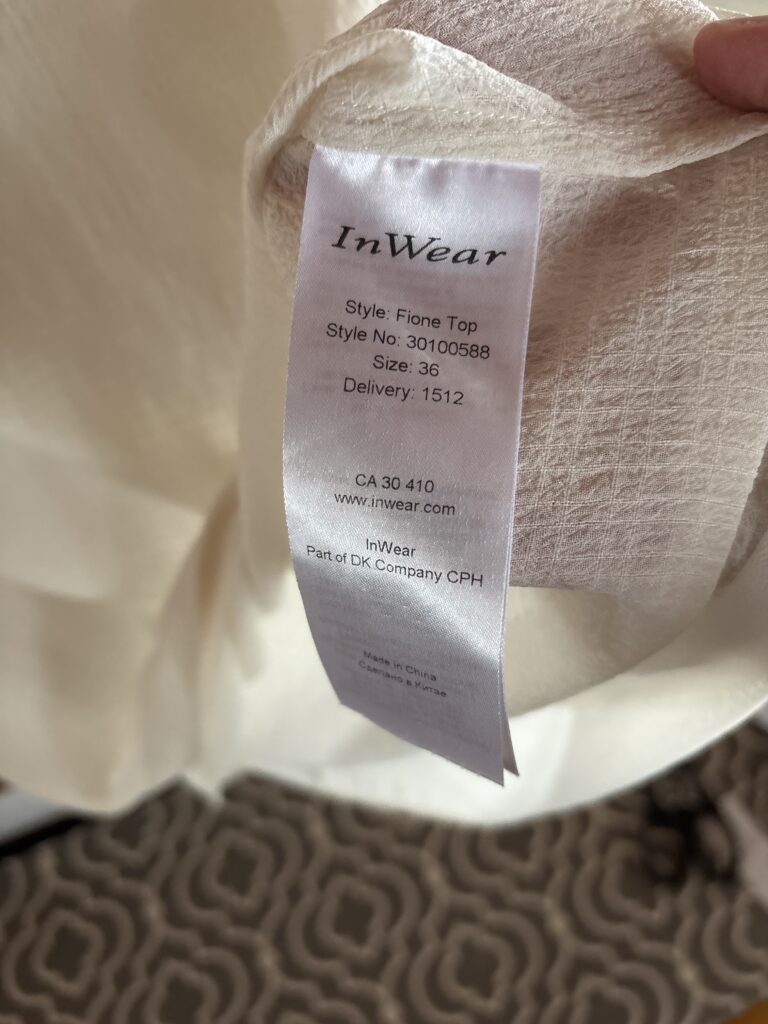 InWear
Style: Fione Top
Style No: 30100588
Size: 36
Delivery: 1512
CA 30 410
www.inwear.com
InWear
Part of DK Company CPH
Made in China
Сделано в Китае